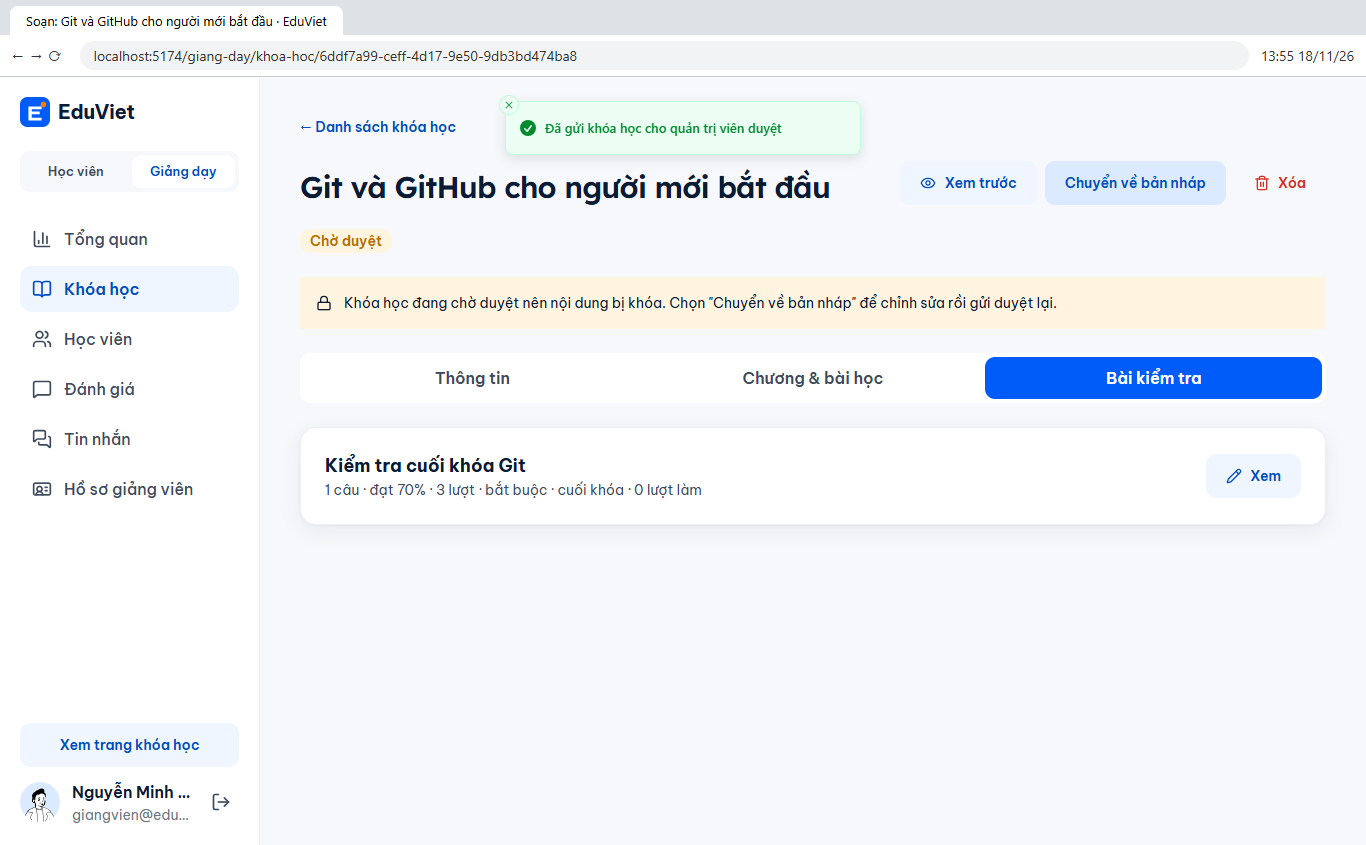 Soạn: Git và GitHub cho người mới bắt đầu · EduViet
localhost:5174/giang-day/khoa-hoc/6ddf7a99-ceff-4d17-9e50-9db3bd474ba8
13:55 18/11/26
EduViet
Học viên
Giảng dạy
Tổng quan
Khóa học
Học viên
Đánh giá
Tin nhắn
Hồ sơ giảng viên
Xem trang khóa học
Nguyễn Minh ...
giangvien@edu...
← Danh sách khóa học
Đã gửi khóa học cho quản trị viên duyệt
Git và GitHub cho người mới bắt đầu
Xem trước
Chuyển về bản nháp
Xóa
Chờ duyệt
Khóa học đang chờ duyệt nên nội dung bị khóa. Chọn "Chuyển về bản nháp" để chỉnh sửa rồi gửi duyệt lại.
Thông tin
Chương & bài học
Bài kiểm tra
Kiểm tra cuối khóa Git
1 câu · đạt 70% · 3 lượt · bắt buộc · cuối khóa · 0 lượt làm
Xem